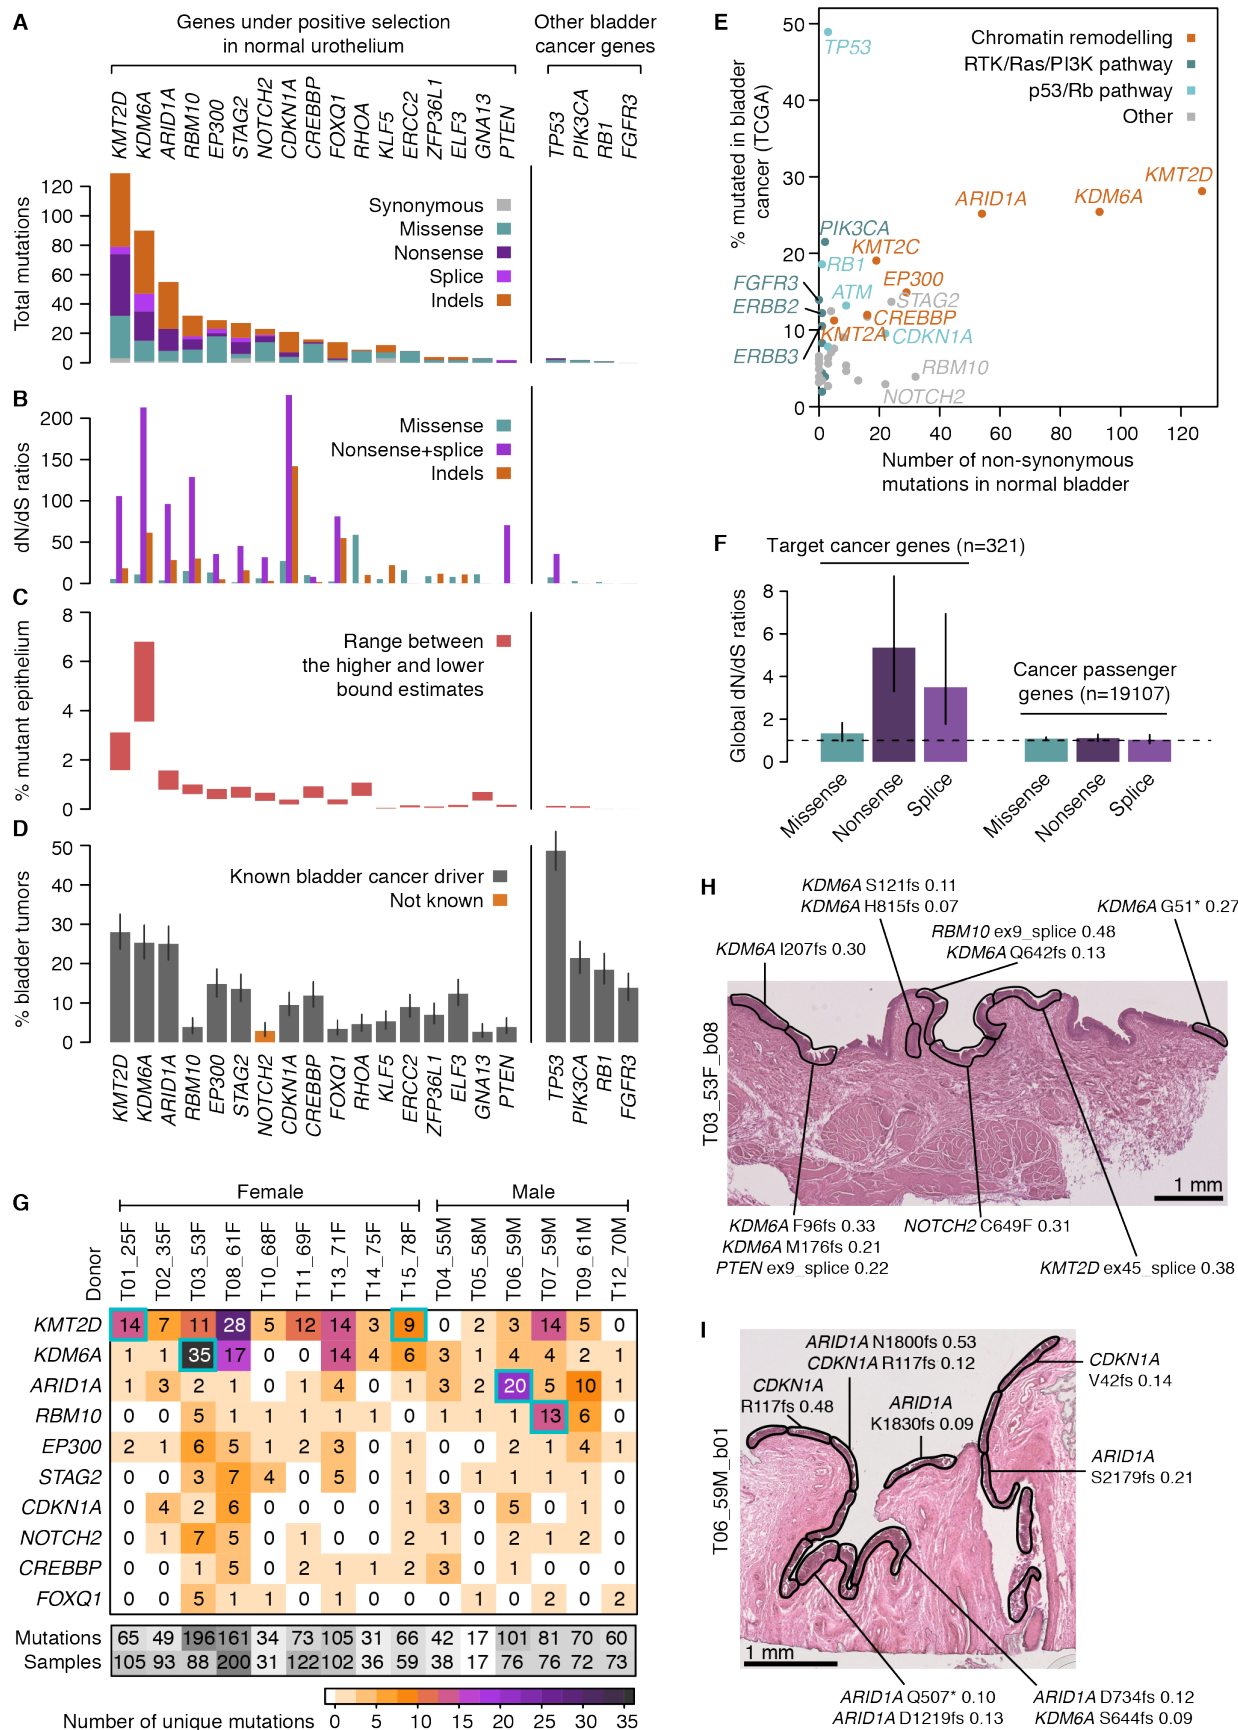 A
Genes under positive selection
in normal urothelium
Other bladder
cancer genes
KMT2D
KDM6A
ARID1A
RBM10
EP300
STAG2
NOTCH2
CDKN1A
CREBBP
FOXQ1
RHOA
KLF5
ERCC2
ZFP36L1
ELF3
GNA13
PTEN
TP53
PIK3CA
RB1
FGFR3
Total mutations
120
100
80
60
40
20
0
Synonymous
Missense
Nonsense
Splice
Indels
B
dN/dS ratios
200
150
100
50
0
Missense
Nonsense+splice
Indels
C
% mutant epithelium
8
6
4
2
0
Range between
the higher and lower
bound estimates
D
% bladder tumors
50
40
30
20
10
0
Known bladder cancer driver
Not known
KMT2D
KDM6A
ARID1A
RBM10
EP300
STAG2
NOTCH2
CDKN1A
CREBBP
FOXQ1
RHOA
KLF5
ERCC2
ZFP36L1
ELF3
GNA13
PTEN
TP53
PIK3CA
RB1
FGFR3
E
% mutated in bladder
cancer (TCGA)
50
40
30
20
10
0
Chromatin remodelling
RTK/Ras/PI3K pathway
p53/Rb pathway
Other
TP53
KMT2D
KDM6A
ARID1A
PIK3CA
KMT2C
RB1
EP300
FGFR3
ATM
STAG2
ERBB2
CREBBP
KMT2A
CDKN1A
ERBB3
RBM10
NOTCH2
0 20 40 60 80 100 120
Number of non-synonymous
mutations in normal bladder
F
Target cancer genes (n=321)
Global dN/dS ratios
8
6
4
2
0
Cancer passenger
genes (n=19107)
Missense
Nonsense
Splice
Missense
Nonsense
Splice
G
Female
Male
Donor
T01_25F
T02_35F
T03_53F
T08_61F
T10_68F
T11_69F
T13_71F
T14_75F
T15_78F
T04_55M
T05_58M
T06_59M
T07_59M
T09_61M
T12_70M
KMT2D 14 7 11 28 5 12 14 3 9 0 2 3 14 5 0
KDM6A 1 1 35 17 0 0 14 4 6 3 1 4 4 2 1
ARID1A 1 3 2 1 0 1 4 0 1 3 2 20 5 10 1
RBM10 0 0 5 1 1 1 1 1 0 1 1 1 13 6 0
EP300 2 1 6 5 1 2 3 0 1 0 0 2 1 4 1
STAG2 0 0 3 7 4 0 5 0 1 0 1 1 1 1 0
CDKN1A 0 4 2 6 0 0 0 0 1 3 0 5 0 1 0
NOTCH2 0 1 7 5 0 1 0 0 2 1 0 2 1 2 0
CREBBP 0 0 1 5 0 2 1 1 2 3 0 1 0 0 0
FOXQ1 0 0 5 1 1 0 1 0 0 0 1 0 2 0 2
Mutations 65 49 196 161 34 73 105 31 66 42 17 101 81 70 60
Samples 105 93 88 200 31 122 102 36 59 38 17 76 76 72 73
Number of unique mutations
0 5 10 15 20 25 30 35
H
KDM6A S121fs 0.11
KDM6A H815fs 0.07
KDM6A G51* 0.27
RBM10 ex9_splice 0.48
KDM6A Q642fs 0.13
KDM6A I207fs 0.30
T03_53F_b08
1 mm
KDM6A F96fs 0.33
KDM6A M176fs 0.21
PTEN ex9_splice 0.22
NOTCH2 C649F 0.31
KMT2D ex45_splice 0.38
I
ARID1A N1800fs 0.53
CDKN1A R117fs 0.12
CDKN1A
R117fs 0.48
ARID1A
K1830fs 0.09
CDKN1A
V42fs 0.14
ARID1A
S2179fs 0.21
T06_59M_b01
1 mm
ARID1A Q507* 0.10
ARID1A D1219fs 0.13
ARID1A D734fs 0.12
KDM6A S644fs 0.09